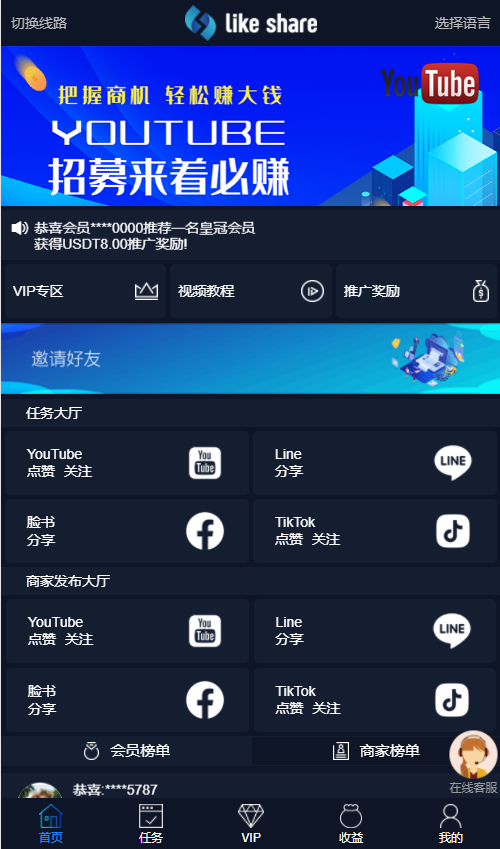 切换线路
like share
选择语言
把握商机 轻松赚大钱
YOUTUBE
招募来着必赚
YouTube
恭喜会员****0000推荐一名皇冠会员
获得USDT8.00推广奖励!
VIP专区
视频教程
推广奖励
邀请好友
任务大厅
YouTube
点赞 关注
You
Tube
Line
分享
LINE
脸书
分享
TikTok
点赞 关注
商家发布大厅
YouTube
点赞 关注
You
Tube
Line
分享
LINE
脸书
分享
TikTok
点赞 关注
会员榜单
商家榜单
恭喜:****5787
在线客服
首页
任务
VIP
收益
我的